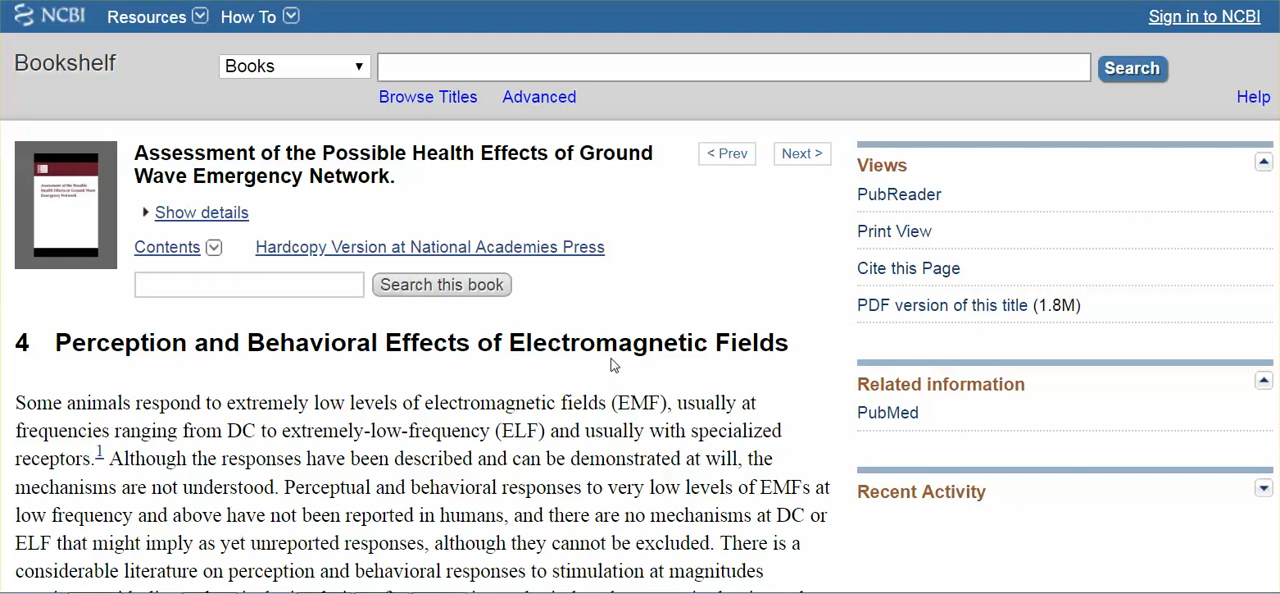 NCBI Resources How To Sign in to NCBI
Bookshelf Books Search
Browse Titles Advanced Help
Assessment of the Possible Health Effects of Ground
Wave Emergency Network.
< Prev Next >
Show details
Contents Hardcopy Version at National Academies Press
Search this book
4 Perception and Behavioral Effects of Electromagnetic Fields
Some animals respond to extremely low levels of electromagnetic fields (EMF), usually at
frequencies ranging from DC to extremely-low-frequency (ELF) and usually with specialized
receptors.1 Although the responses have been described and can be demonstrated at will, the
mechanisms are not understood. Perceptual and behavioral responses to very low levels of EMFs at
low frequency and above have not been reported in humans, and there are no mechanisms at DC or
ELF that might imply as yet unreported responses, although they cannot be excluded. There is a
considerable literature on perception and behavioral responses to stimulation at magnitudes
Views
PubReader
Print View
Cite this Page
PDF version of this title (1.8M)
Related information
PubMed
Recent Activity